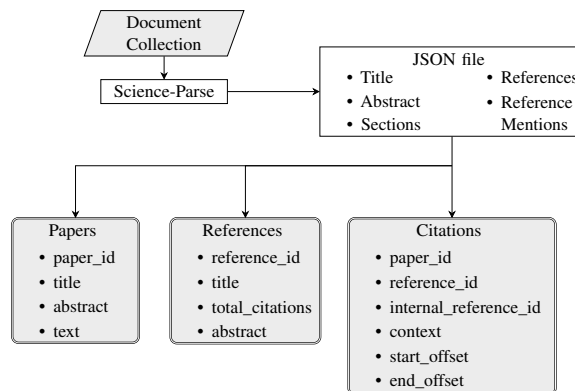 Document
Collection
Science-Parse
JSON file
• Title
• Abstract
• Sections
• References
• Reference
Mentions
Papers
• paper_id
• title
• abstract
• text
References
• reference_id
• title
• total_citations
• abstract
Citations
• paper_id
• reference_id
• internal_reference_id
• context
• start_offset
• end_offset